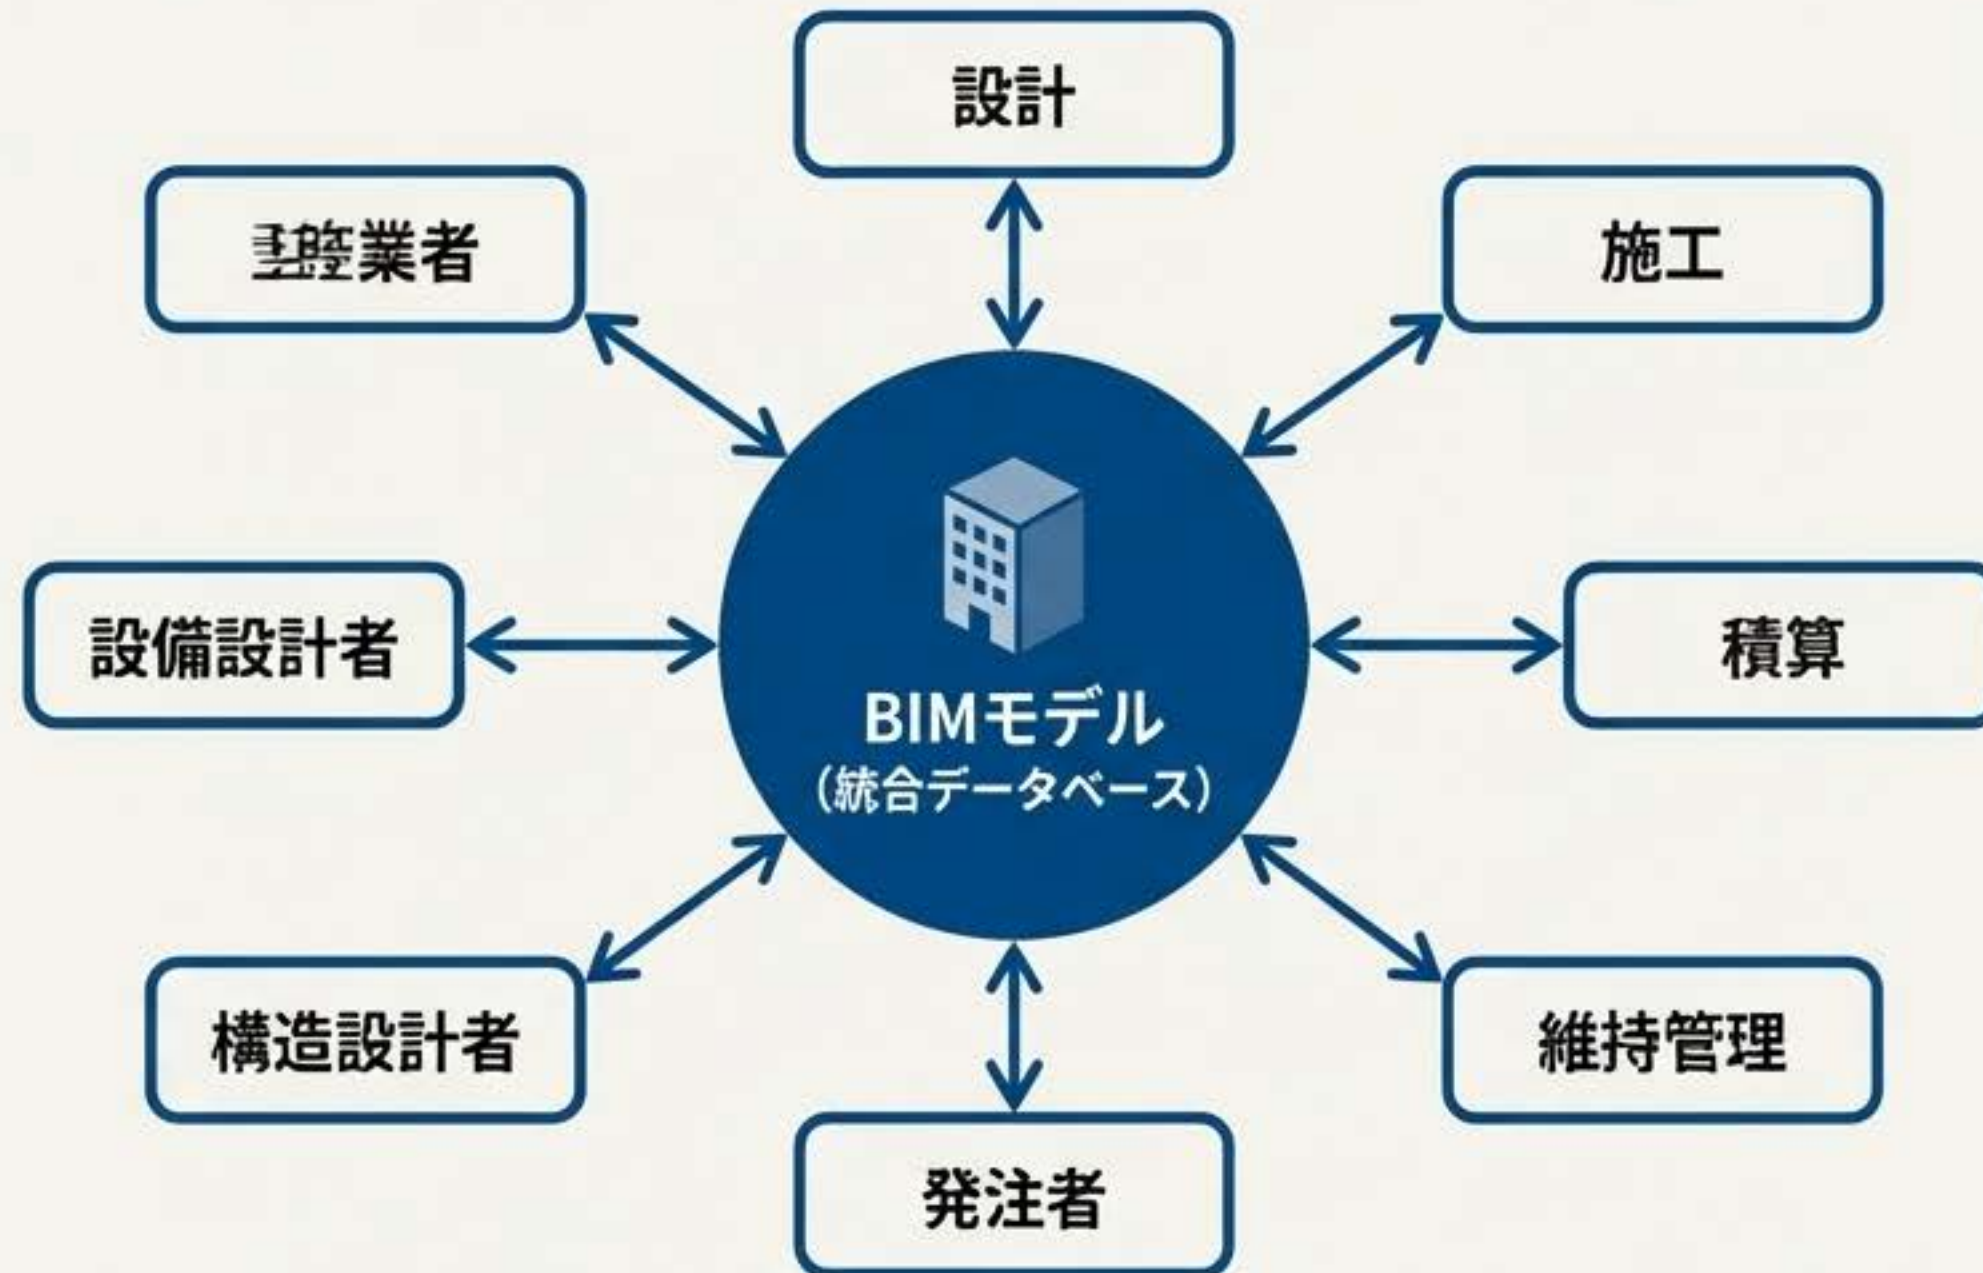 設計
業者
施工
設備設計者
BIMモデル
(統合データベース)
積算
構造設計者
維持管理
発注者